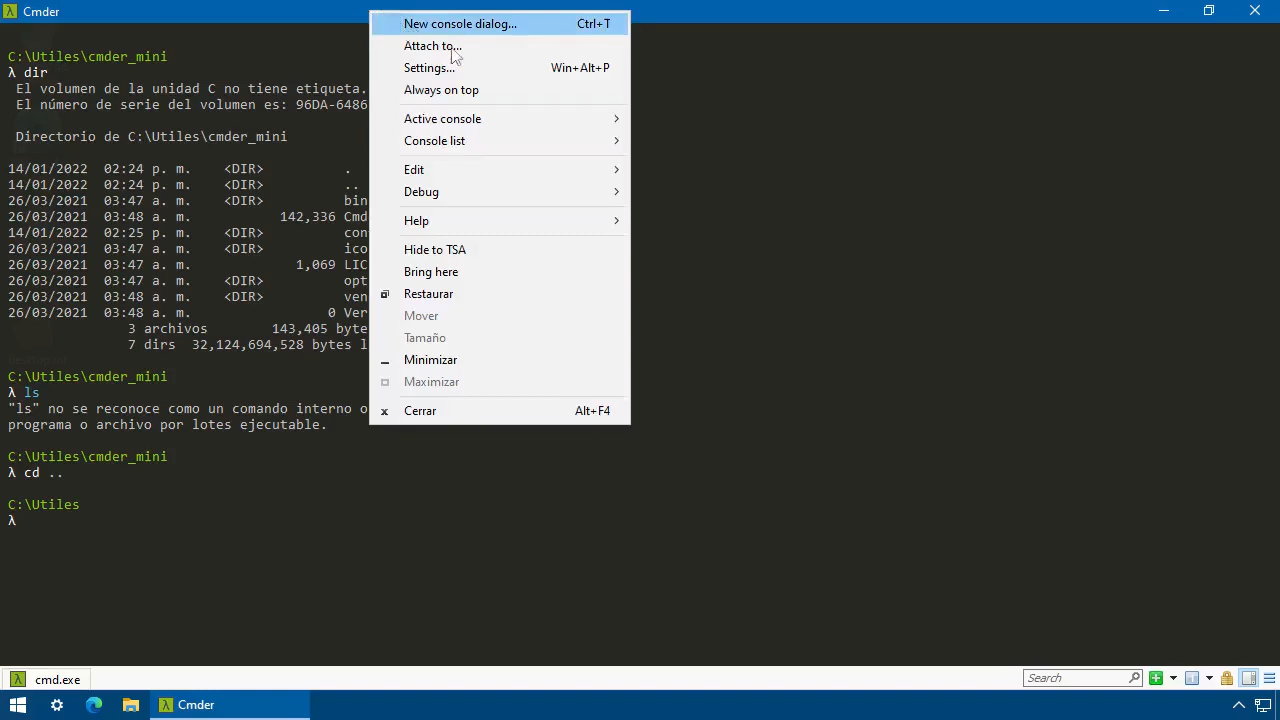 Cmder
C:\Utiles\cmder_mini
λ dir
El volumen de la unidad C no tiene etiqueta.
El número de serie del volumen es: 96DA-6486
Directorio de C:\Utiles\cmder_mini
14/01/2022 02:24 p. m. <DIR> .
14/01/2022 02:24 p. m. <DIR> ..
26/03/2021 03:47 a. m. <DIR> bin
26/03/2021 03:48 a. m. 142,336 Cmd
14/01/2022 02:25 p. m. <DIR> con
26/03/2021 03:47 a. m. <DIR> ico
26/03/2021 03:47 a. m. 1,069 LIC
26/03/2021 03:47 a. m. <DIR> opt
26/03/2021 03:48 a. m. <DIR> ven
26/03/2021 03:48 a. m. 0 Ver
3 archivos 143,405 byte
7 dirs 32,124,694,528 bytes l
C:\Utiles\cmder_mini
λ ls
"ls" no se reconoce como un comando interno o
programa o archivo por lotes ejecutable.
C:\Utiles\cmder_mini
λ cd ..
C:\Utiles
λ
New console dialog... Ctrl+T
Attach to...
Settings... Win+Alt+P
Always on top
Active console
Console list
Edit
Debug
Help
Hide to TSA
Bring here
Restaurar
Mover
Tamaño
Minimizar
Maximizar
Cerrar Alt+F4
λ cmd.exe
Search
λ Cmder